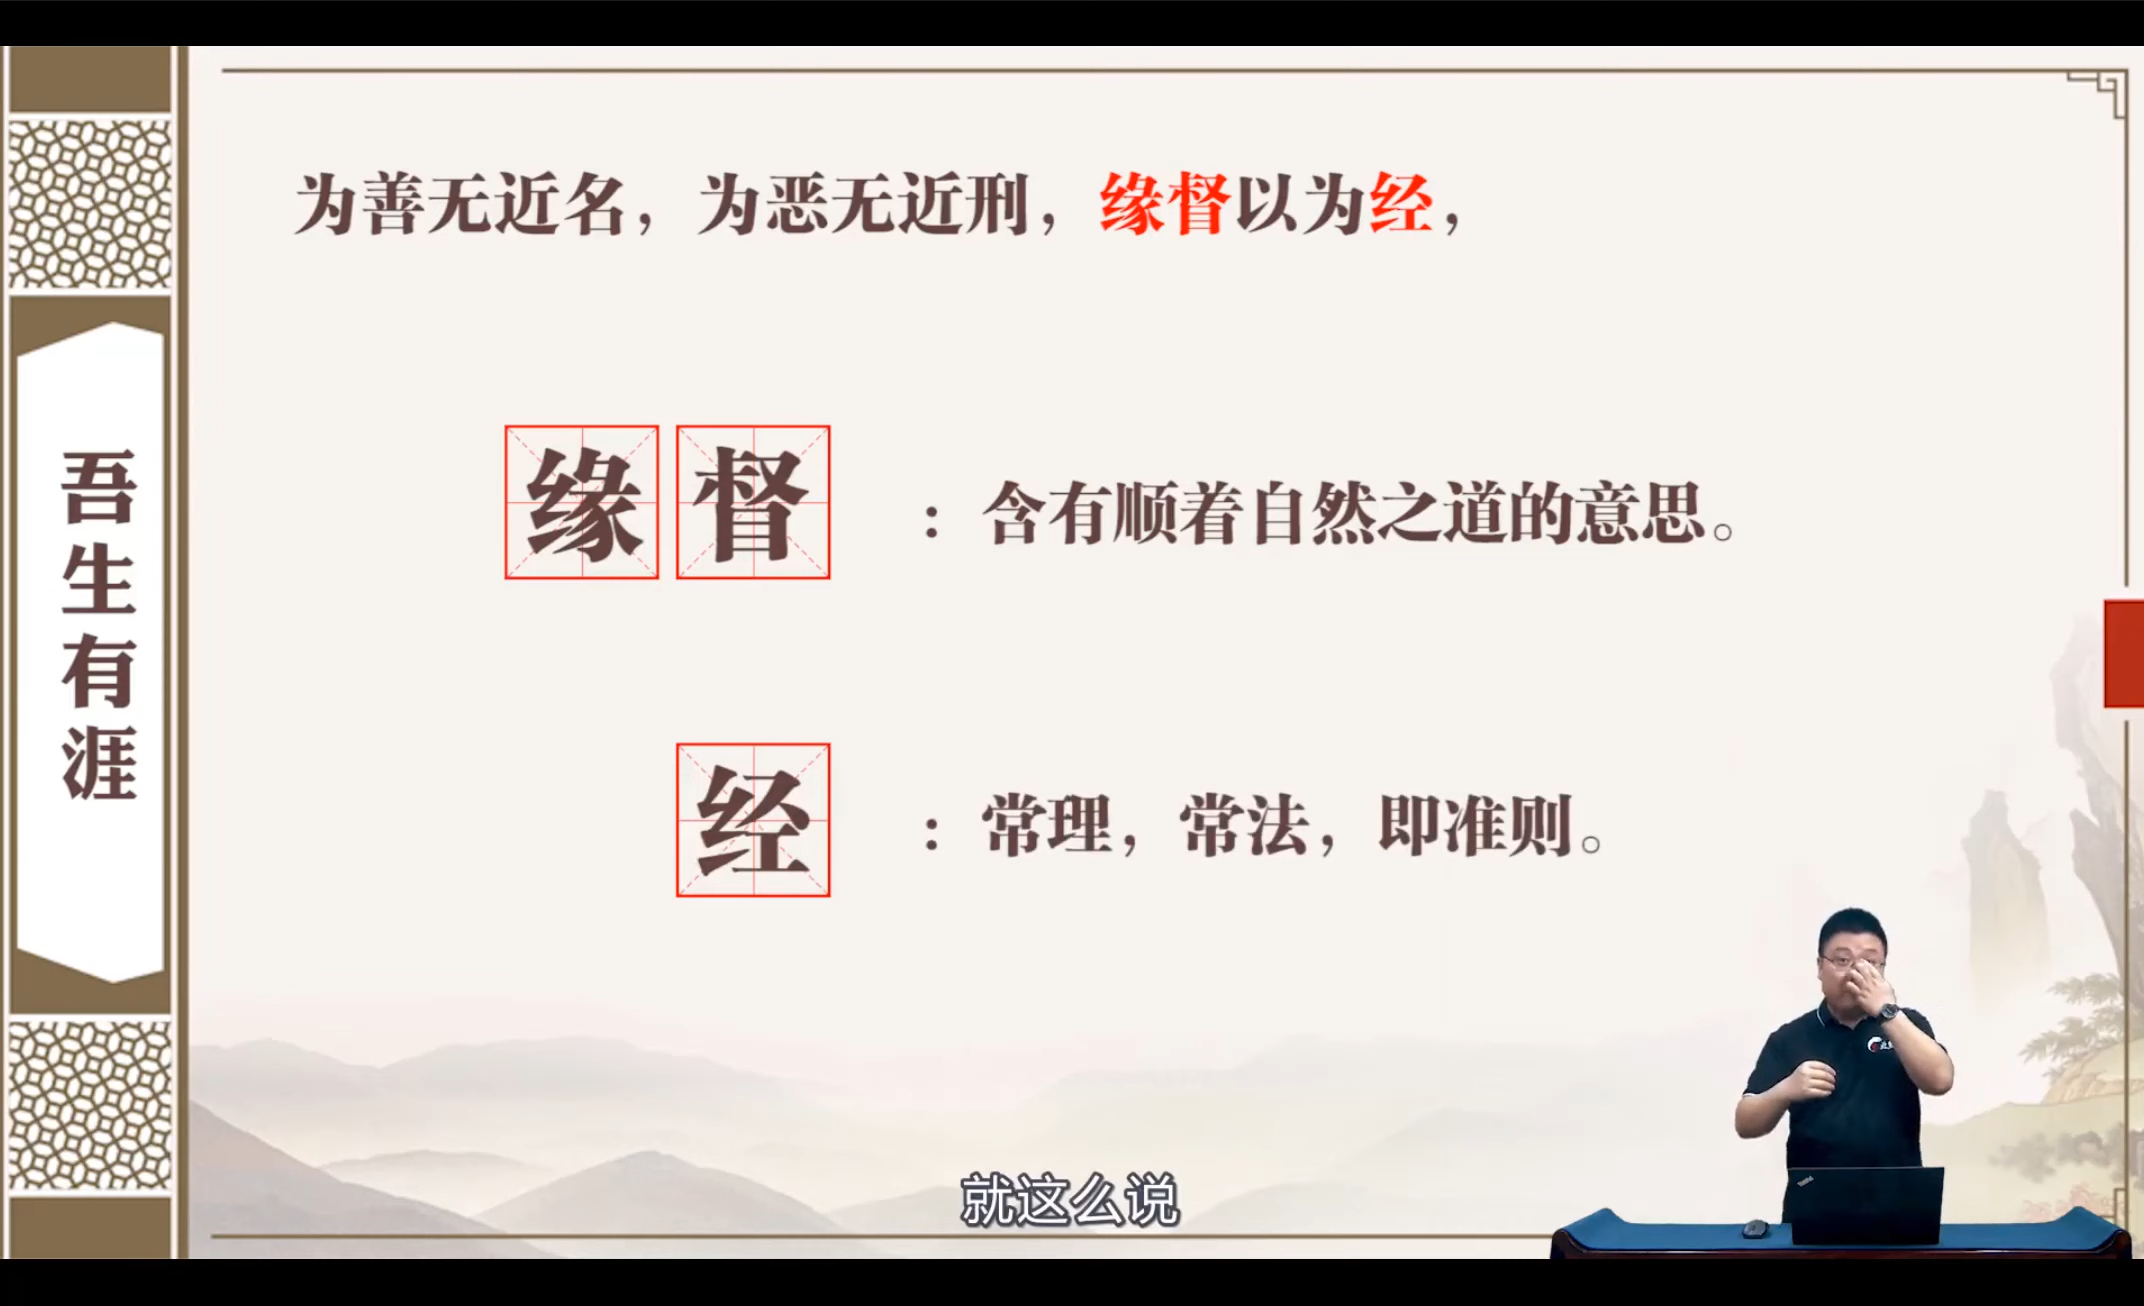 为善无近名，为恶无近刑，缘督以为经，
吾生有涯
缘督：含有顺着自然之道的意思。
经：常理，常法，即准则。
就这么说